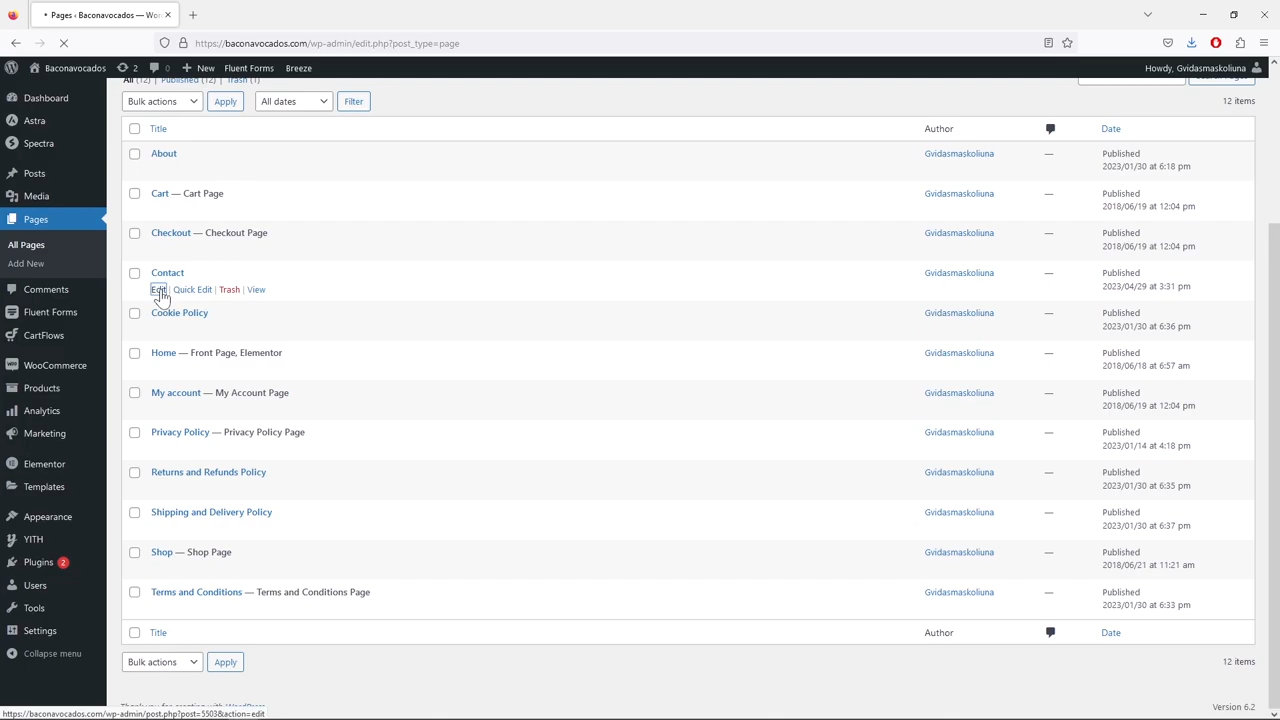 Pages ‹ Baconavocados — Wor
https://baconavocados.com/wp-admin/edit.php?post_type=page
Baconavocados 2 New Fluent Forms Breeze Howdy, Gvidasmaskoliuna
Dashboard
Astra
Spectra
Posts
Media
Pages
All Pages
Add New
Comments
Fluent Forms
CartFlows
WooCommerce
Products
Analytics
Marketing
Elementor
Templates
Appearance
YITH
Plugins 2
Users
Tools
Settings
Collapse menu
All (12) | Published (12) | Trash (1)
Bulk actions Apply All dates Filter 12 items
Title Author Date
About Gvidasmaskoliuna Published
2023/01/30 at 6:18 pm
Cart — Cart Page Gvidasmaskoliuna Published
2018/06/19 at 12:04 pm
Checkout — Checkout Page Gvidasmaskoliuna Published
2018/06/19 at 12:04 pm
Contact Gvidasmaskoliuna Published
Edit | Quick Edit | Trash | View 2023/04/29 at 3:31 pm
Cookie Policy Gvidasmaskoliuna Published
2023/01/30 at 6:36 pm
Home — Front Page, Elementor Gvidasmaskoliuna Published
2018/06/18 at 6:57 am
My account — My Account Page Gvidasmaskoliuna Published
2018/06/19 at 12:04 pm
Privacy Policy — Privacy Policy Page Gvidasmaskoliuna Published
2023/01/14 at 4:18 pm
Returns and Refunds Policy Gvidasmaskoliuna Published
2023/01/30 at 6:35 pm
Shipping and Delivery Policy Gvidasmaskoliuna Published
2023/01/30 at 6:37 pm
Shop — Shop Page Gvidasmaskoliuna Published
2018/06/21 at 11:21 am
Terms and Conditions — Terms and Conditions Page Gvidasmaskoliuna Published
2023/01/30 at 6:33 pm
Title Author Date
Bulk actions Apply 12 items
Thank you for creating with WordPress Version 6.2
https://baconavocados.com/wp-admin/post.php?post=5503&action=edit